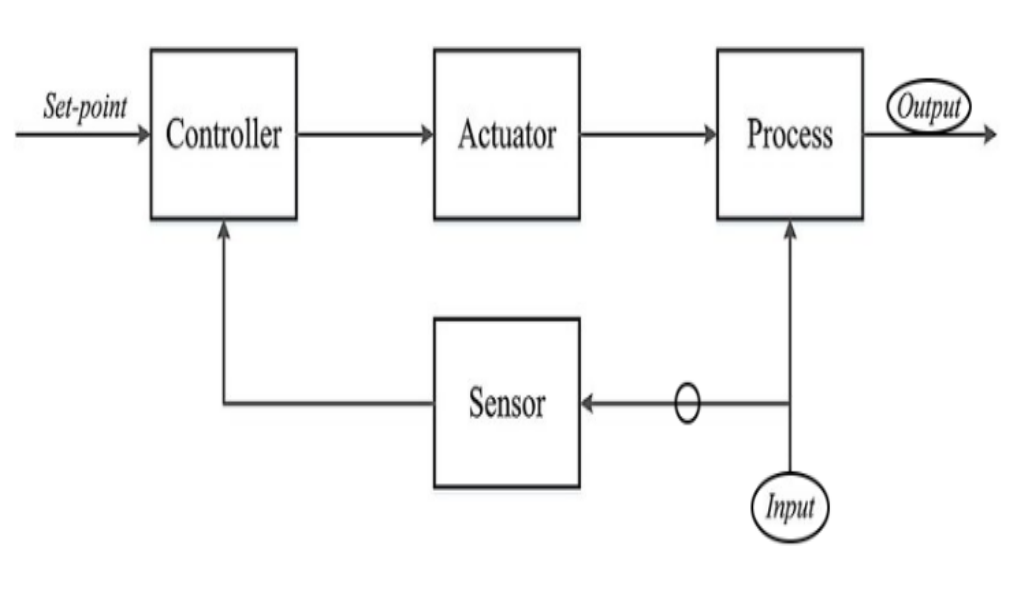 Set-point
Controller
Actuator
Process
Output
Sensor
Input